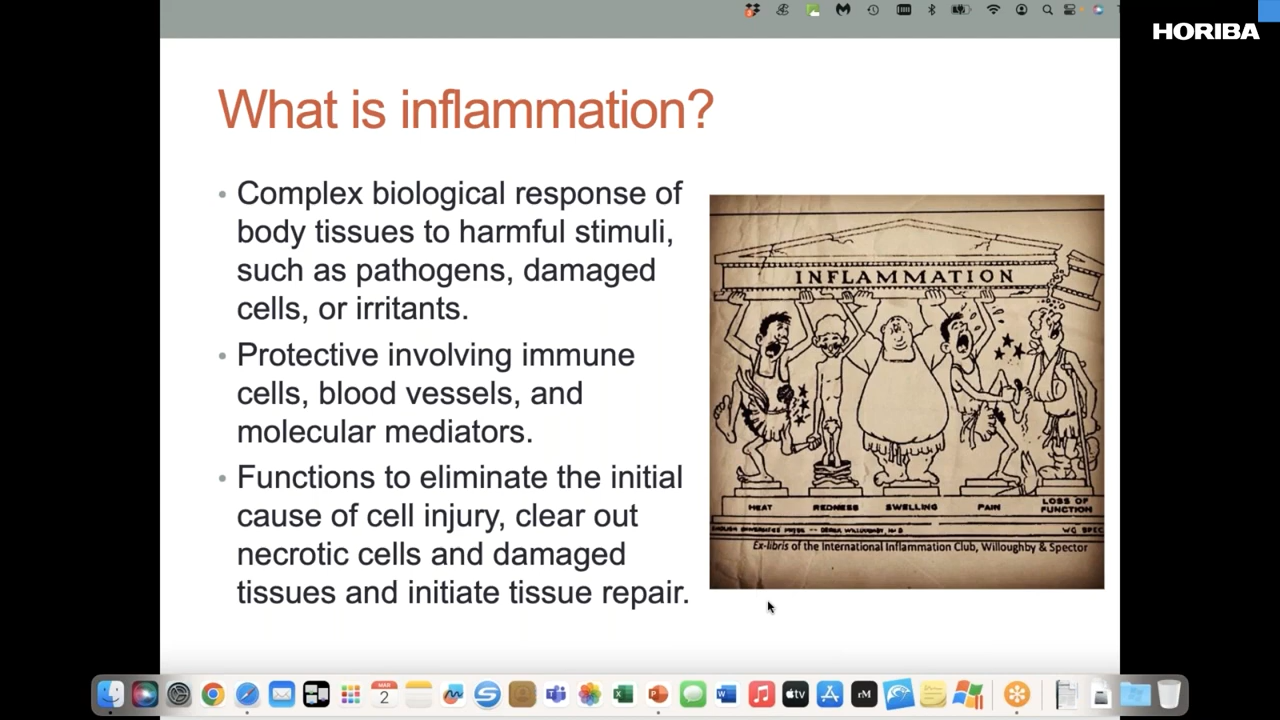 HORIBA
What is inflammation?
• Complex biological response of
body tissues to harmful stimuli,
such as pathogens, damaged
cells, or irritants.
• Protective involving immune
cells, blood vessels, and
molecular mediators.
• Functions to eliminate the initial
cause of cell injury, clear out
necrotic cells and damaged
tissues and initiate tissue repair.
INFLAMMATION
HEAT REDNESS SWELLING PAIN LOSS OF
FUNCTION
Ex-libris of the International Inflammation Club, Willoughby & Spector
MAR
2
tv
rM